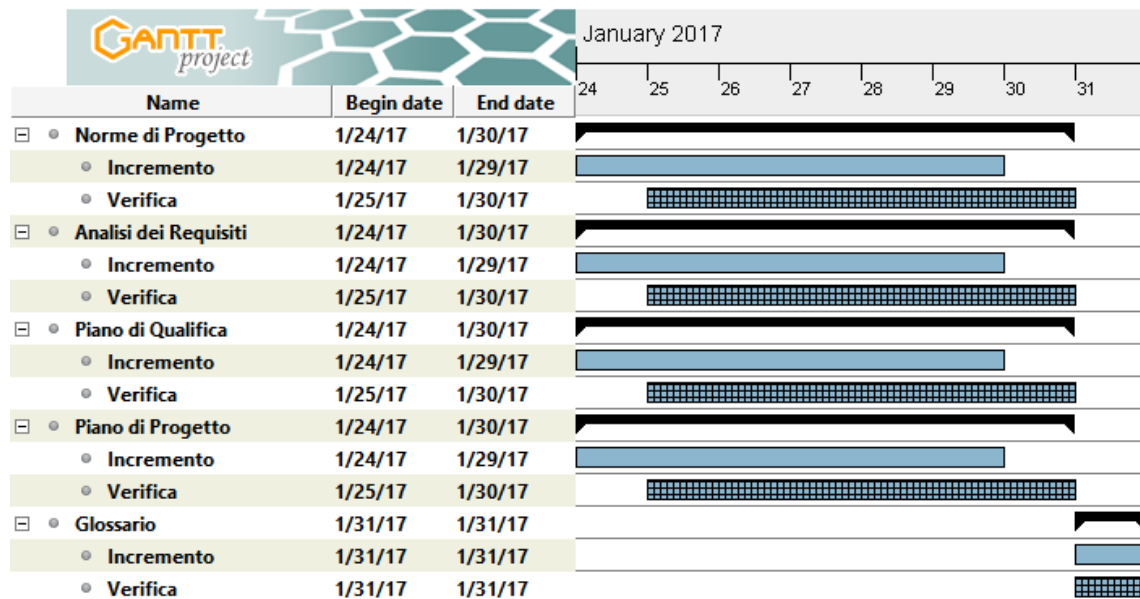 GANTT
project
January 2017
24 25 26 27 28 29 30 31
Name Begin date End date
Norme di Progetto 1/24/17 1/30/17
Incremento 1/24/17 1/29/17
Verifica 1/25/17 1/30/17
Analisi dei Requisiti 1/24/17 1/30/17
Incremento 1/24/17 1/29/17
Verifica 1/25/17 1/30/17
Piano di Qualifica 1/24/17 1/30/17
Incremento 1/24/17 1/29/17
Verifica 1/25/17 1/30/17
Piano di Progetto 1/24/17 1/30/17
Incremento 1/24/17 1/29/17
Verifica 1/25/17 1/30/17
Glossario 1/31/17 1/31/17
Incremento 1/31/17 1/31/17
Verifica 1/31/17 1/31/17